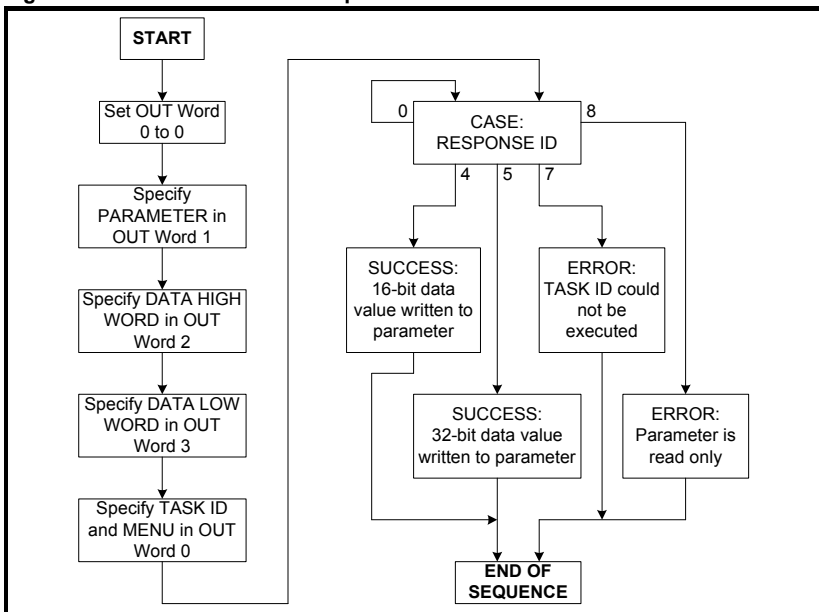 START
Set OUT Word
0 to 0
Specify
PARAMETER in
OUT Word 1
Specify DATA HIGH
WORD in OUT
Word 2
Specify DATA LOW
WORD in OUT
Word 3
Specify TASK ID
and MENU in OUT
Word 0
0
CASE:
RESPONSE ID
8
4
5
7
SUCCESS:
16-bit data
value written to
parameter
ERROR:
TASK ID could
not be
executed
SUCCESS:
32-bit data value
written to parameter
ERROR:
Parameter is
read only
END OF
SEQUENCE